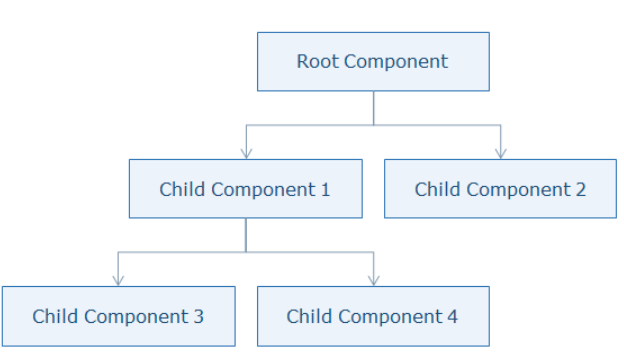 Root Component
Child Component 1
Child Component 2
Child Component 3
Child Component 4